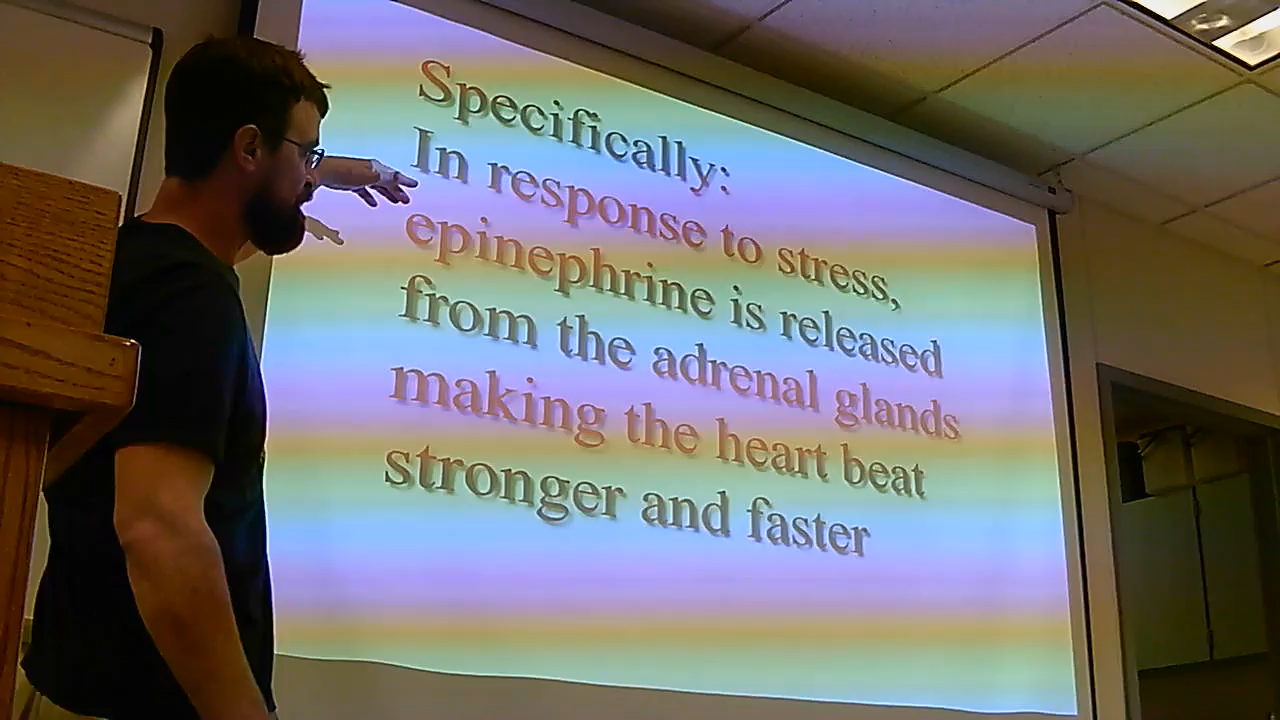 Specifically:
In response to stress,
epinephrine is released
from the adrenal glands
making the heart beat
stronger and faster